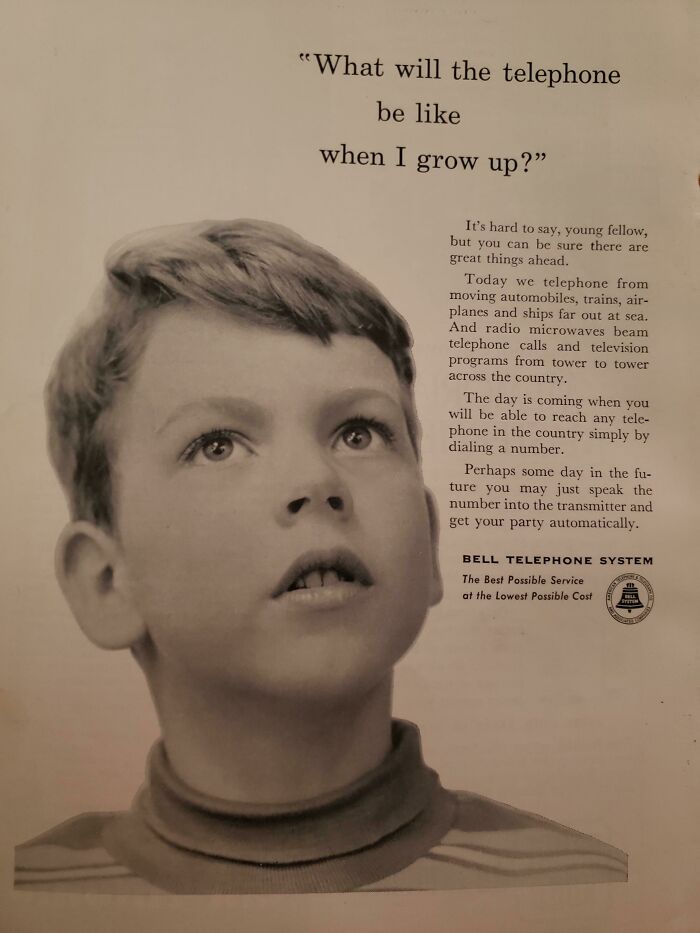 “What will the telephone
be like
when I grow up?”
It's hard to say, young fellow,
but you can be sure there are
great things ahead.
Today we telephone from
moving automobiles, trains, air-
planes and ships far out at sea.
And radio microwaves beam
telephone calls and television
programs from tower to tower
across the country.
The day is coming when you
will be able to reach any tele-
phone in the country simply by
dialing a number.
Perhaps some day in the fu-
ture you may just speak the
number into the transmitter and
get your party automatically.
BELL TELEPHONE SYSTEM
The Best Possible Service
at the Lowest Possible Cost
BELL
SYSTEM